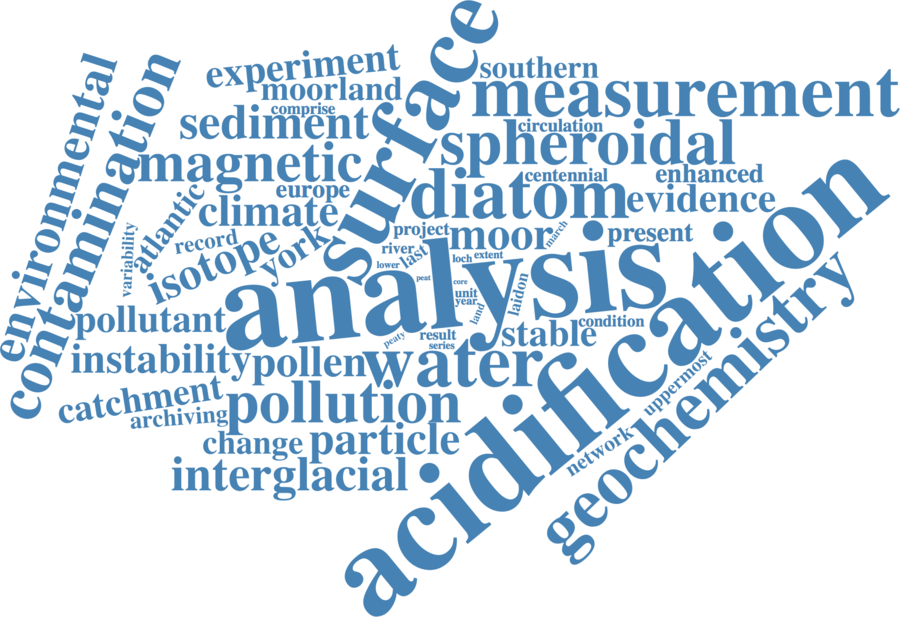 surface
experiment
southern
moorland
measurement
environmental
contamination
comprise
sediment
circulation
spheroidal
magnetic
centennial
enhanced
europe
diatom
evidence
atlantic
climate
variability
record
york
project
moor
march
present
isotope
river
last
lower
loch
extent
analysis
peat
core
unit
year
laidon
land
acidification
pollutant
peaty
result
series
stable
condition
instability
pollen
water
geochemistry
catchment
archiving
pollution
uppermost
change
particle
network
interglacial